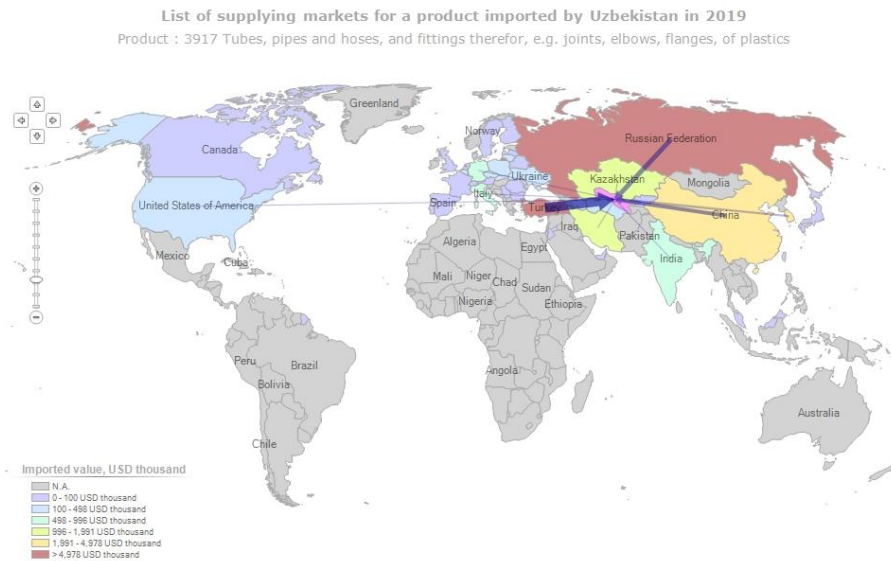 List of supplying markets for a product imported by Uzbekistan in 2019
Product : 3917 Tubes, pipes and hoses, and fittings therefor, e.g. joints, elbows, flanges, of plastics
Greenland
Norway
Russian Federation
Canada
Ukraine
Kazakhstan
Mongolia
Italy
United States of America
Spain
Turkey
China
Iraq
Pakistan
Mexico
Cuba
Algeria
Egypt
India
Mali
Niger
Chad
Sudan
Nigeria
Ethiopia
Peru
Brazil
Angola
Bolivia
Australia
Chile
Imported value, USD thousand
N.A.
0 - 100 USD thousand
100 - 498 USD thousand
498 - 996 USD thousand
996 - 1,991 USD thousand
1,991 - 4,978 USD thousand
> 4,978 USD thousand